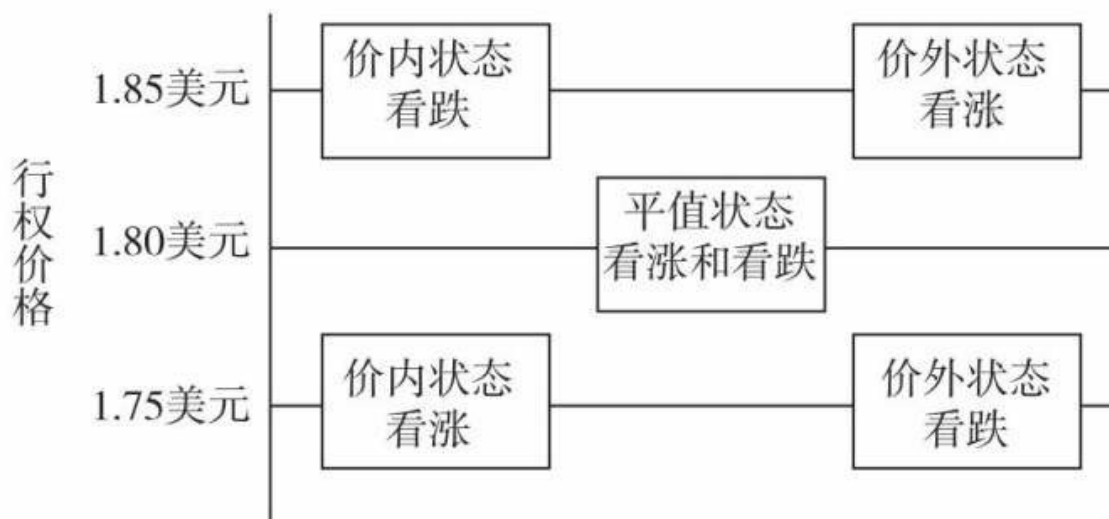 价内状态
看跌
价外状态
看涨
1.85美元
行权价格
平值状态
看涨和看跌
1.80美元
价内状态
看涨
价外状态
看跌
1.75美元